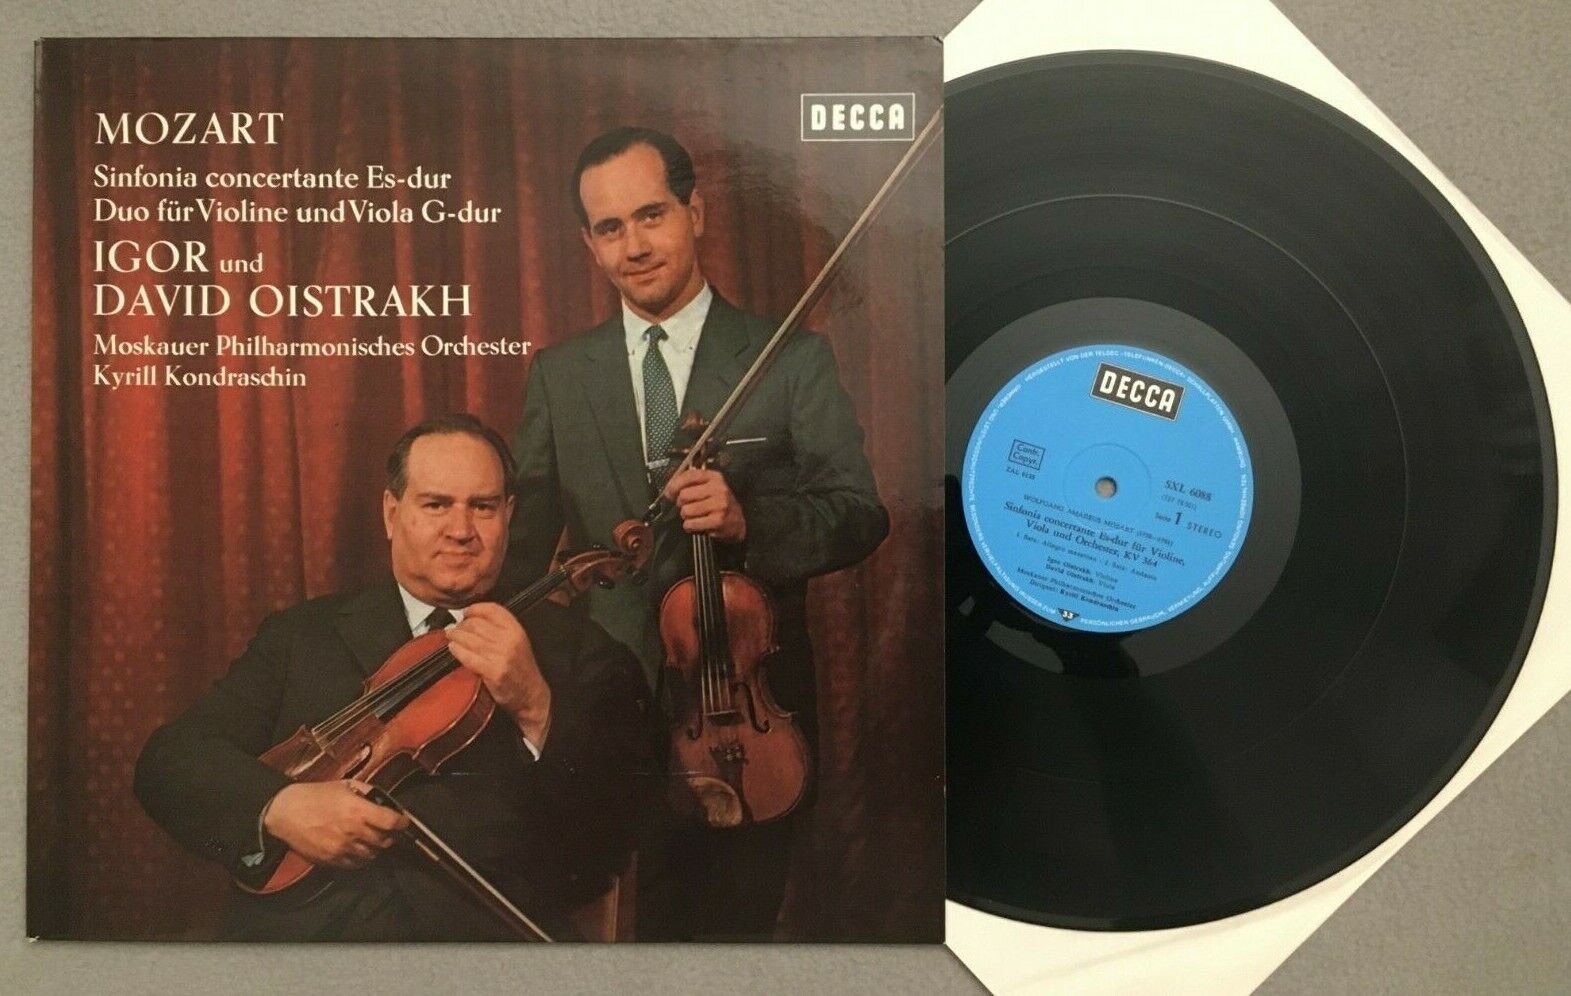 MOZART
Sinfonia concertante Es-dur
Duo für Violine und Viola G-dur
IGOR und
DAVID OISTRAKH
Moskauer Philharmonisches Orchester
Kyrill Kondraschin
DECCA
DECCA
SXL 6088
Seite 1 STEREO
WOLFGANG AMADEUS MOZART
Sinfonia concertante Es-dur für Violine,
Viola und Orchester, KV 364
Igor Oistrakh, Violine
David Oistrakh, Viola
Moskauer Philharmonisches Orchester
Dirigent: Kyrill Kondraschin
33